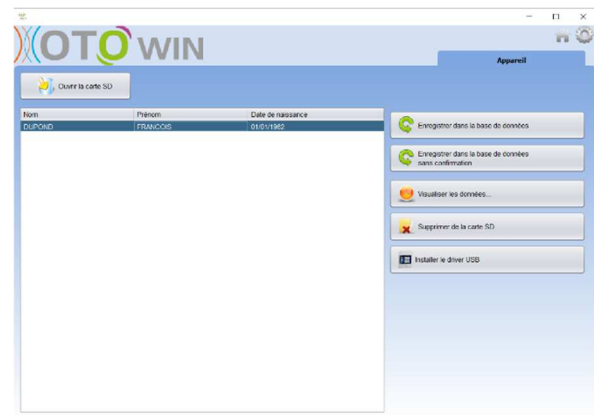 OTO WIN
Appareil
Ouvrir la carte SD
Nom Prénom Date de naissance
DUPOND FRANCOIS 01/01/1962
Enregistrer dans la base de données
Enregistrer dans la base de données
sans confirmation
Visualiser les données...
Supprimer de la carte SD
Installer le driver USB